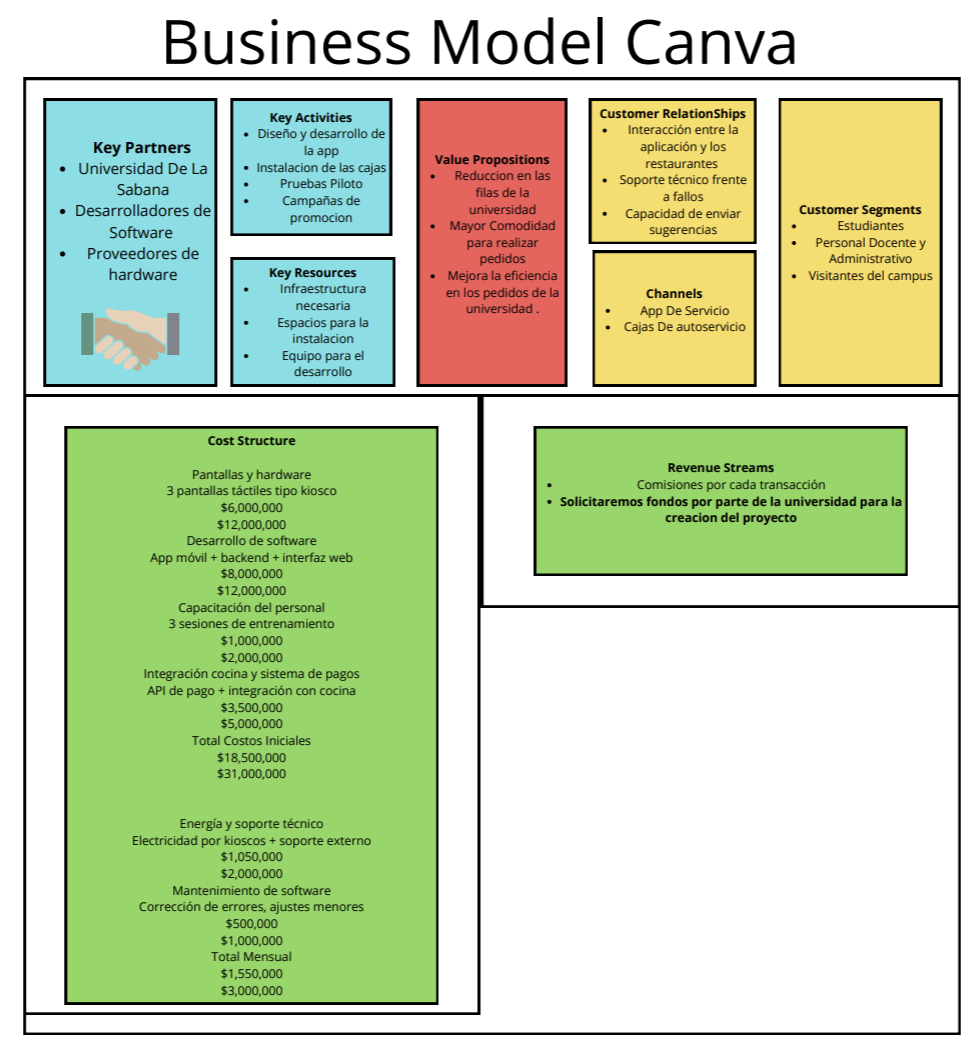 Business Model Canva
Key Partners
• Universidad De La
Sabana
• Desarrolladores de
Software
• Proveedores de
hardware
Key Activities
• Diseño y desarrollo de
la app
• Instalacion de las cajas
• Pruebas Piloto
• Campañas de
promocion
Key Resources
• Infraestructura
necesaria
• Espacios para la
instalacion
• Equipo para el
desarrollo
Value Propositions
• Reduccion en las
filas de la
universidad
• Mayor Comodidad
para realizar
pedidos
• Mejora la eficiencia
en los pedidos de la
universidad .
Customer RelationShips
• Interacción entre la
aplicación y los
restaurantes
• Soporte técnico frente
a fallos
• Capacidad de enviar
sugerencias
Channels
• App De Servicio
• Cajas De autoservicio
Customer Segments
• Estudiantes
• Personal Docente y
Administrativo
• Visitantes del campus
Cost Structure
Pantallas y hardware
3 pantallas táctiles tipo kiosco
$6,000,000
$12,000,000
Desarrollo de software
App móvil + backend + interfaz web
$8,000,000
$12,000,000
Capacitación del personal
3 sesiones de entrenamiento
$1,000,000
$2,000,000
Integración cocina y sistema de pagos
API de pago + integración con cocina
$3,500,000
$5,000,000
Total Costos Iniciales
$18,500,000
$31,000,000
Energía y soporte técnico
Electricidad por kioscos + soporte externo
$1,050,000
$2,000,000
Mantenimiento de software
Corrección de errores, ajustes menores
$500,000
$1,000,000
Total Mensual
$1,550,000
$3,000,000
Revenue Streams
• Comisiones por cada transacción
• Solicitaremos fondos por parte de la universidad para la
creacion del proyecto